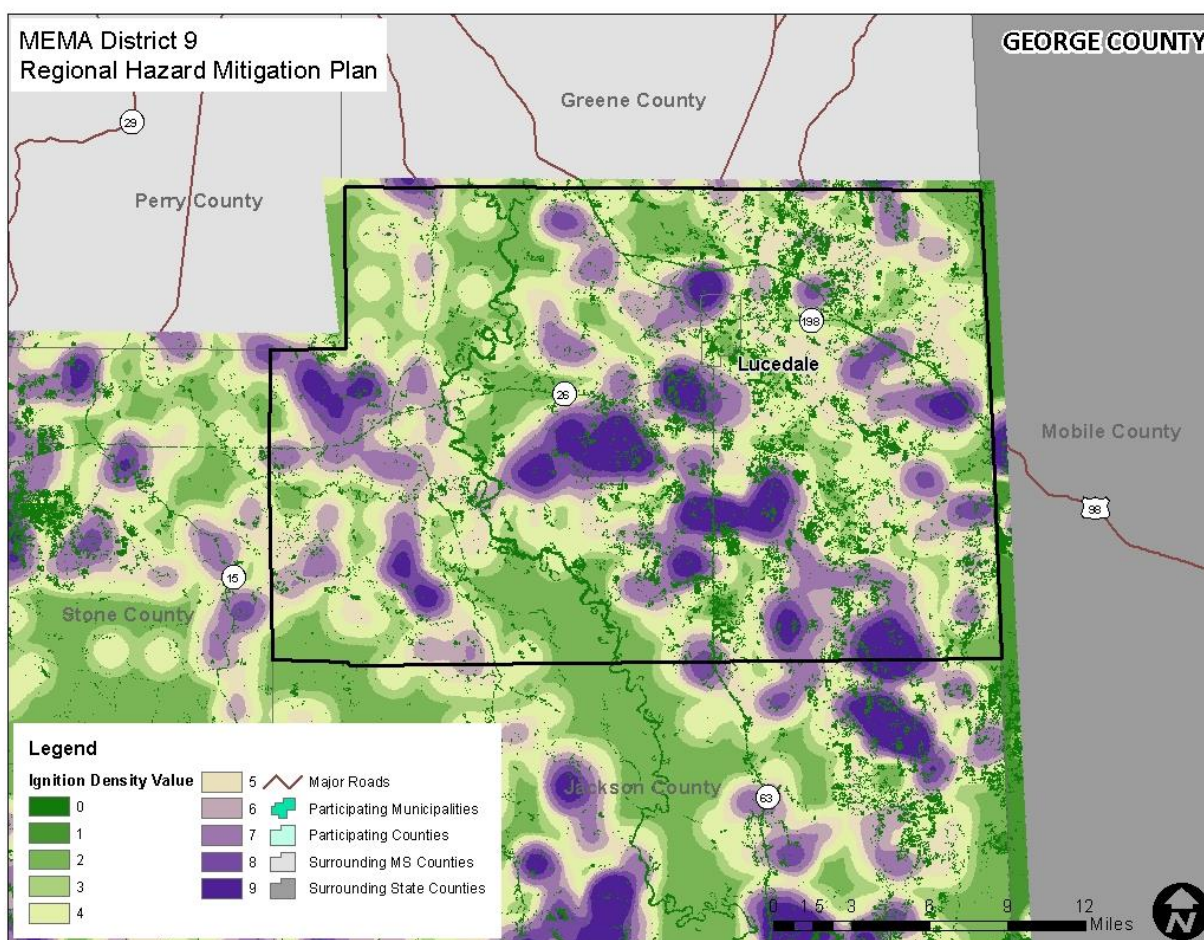 MEMA District 9
Regional Hazard Mitigation Plan
GEORGE COUNTY
Greene County
29
Perry County
198
Lucedale
26
Mobile County
98
15
Stone County
Jackson County
63
Legend
Ignition Density Value
0
1
2
3
4
5
6
7
8
9
Major Roads
Participating Municipalities
Participating Counties
Surrounding MS Counties
Surrounding State Counties
0 1.5 3 6 9 12
Miles
N